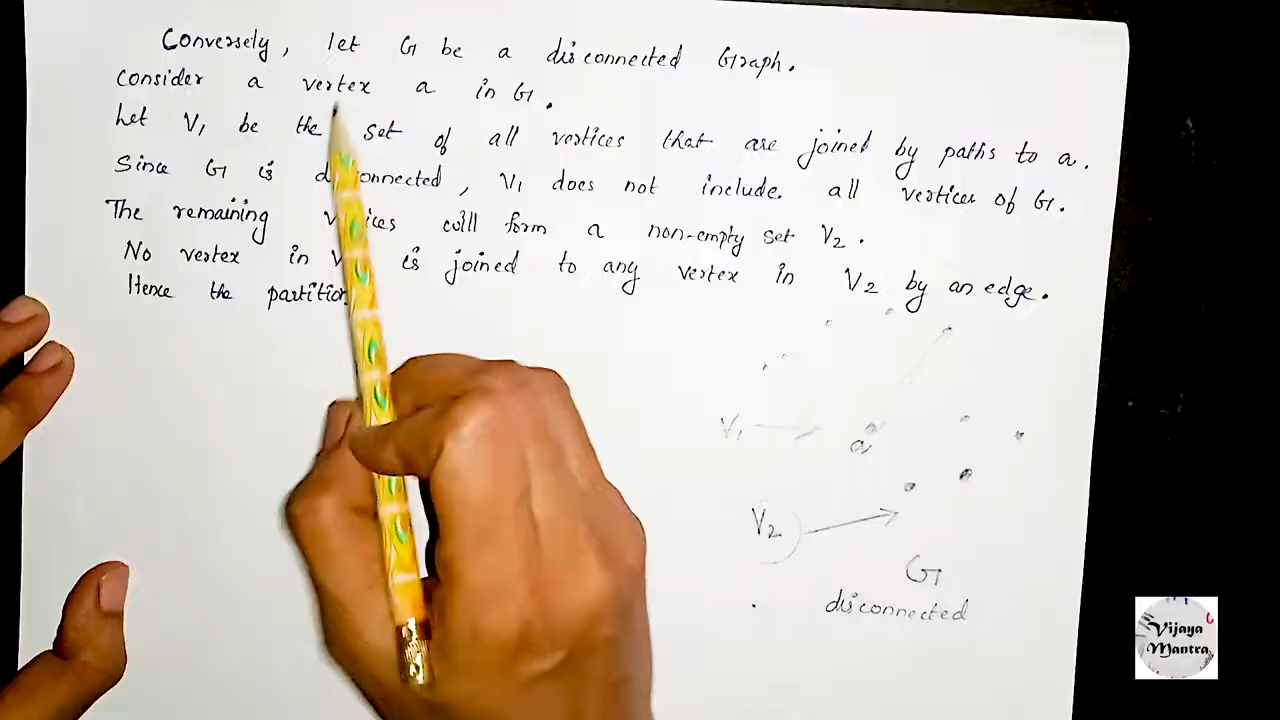 Conversely, let G be a disconnected Graph.
Consider a vertex a in G.
Let V1 be the set of all vertices that are joined by paths to a.
Since G is connected, V1 does not include all vertices of G.
The remaining will form a non-empty set V2.
No vertex in V is joined to any vertex in V2 by an edge.
Hence the partition
V1
a
V2
G
disconnected
Vijaya
Mantra